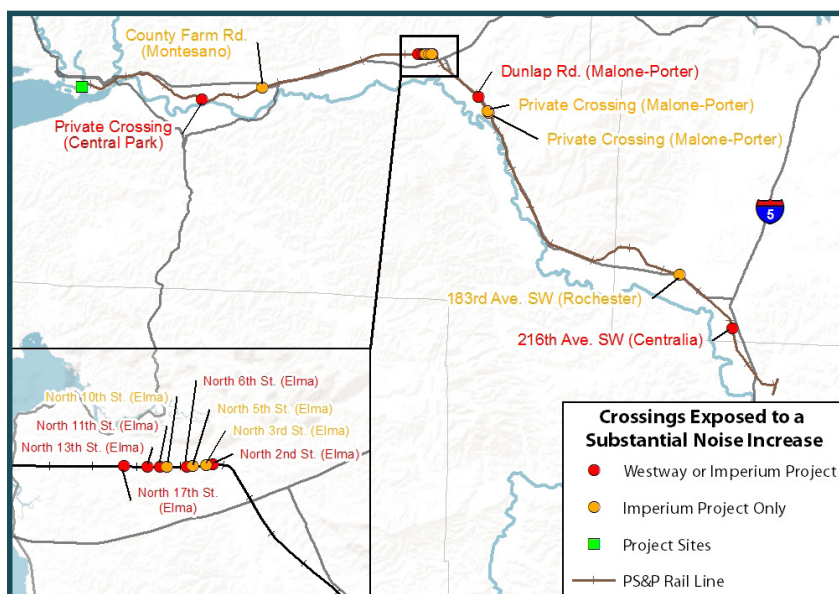 County Farm Rd.
(Montesano)
Dunlap Rd. (Malone-Porter)
Private Crossing (Malone-Porter)
Private Crossing
(Central Park)
Private Crossing (Malone-Porter)
5
183rd Ave. SW (Rochester)
216th Ave. SW (Centralia)
North 6th St. (Elma)
North 10th St. (Elma)
North 5th St. (Elma)
North 11th St. (Elma)
North 3rd St. (Elma)
North 13th St. (Elma)
North 2nd St. (Elma)
North 17th St.
(Elma)
Crossings Exposed to a
Substantial Noise Increase
Westway or Imperium Project
Imperium Project Only
Project Sites
PS&P Rail Line